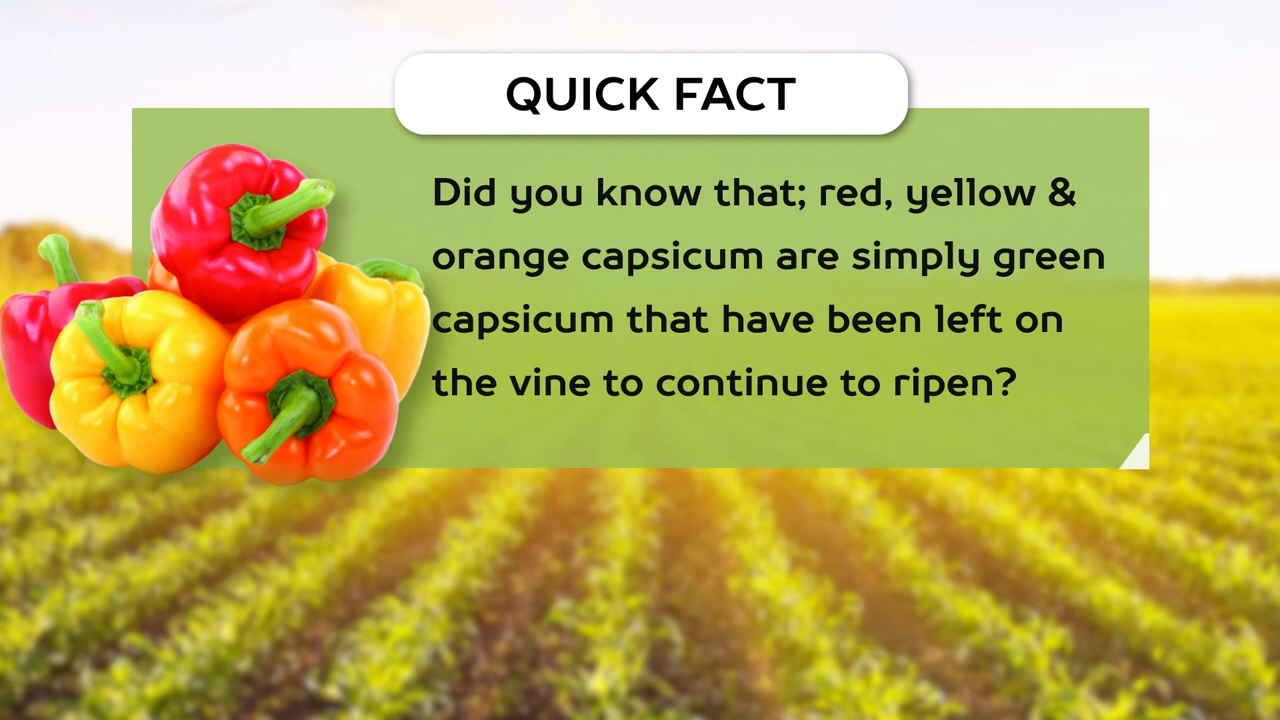 QUICK FACT
Did you know that; red, yellow &
orange capsicum are simply green
capsicum that have been left on
the vine to continue to ripen?